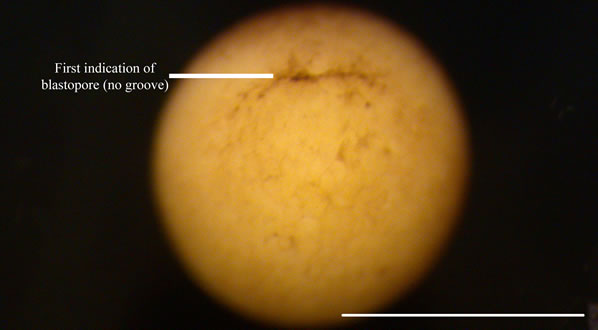 First indication of
blastopore (no groove)